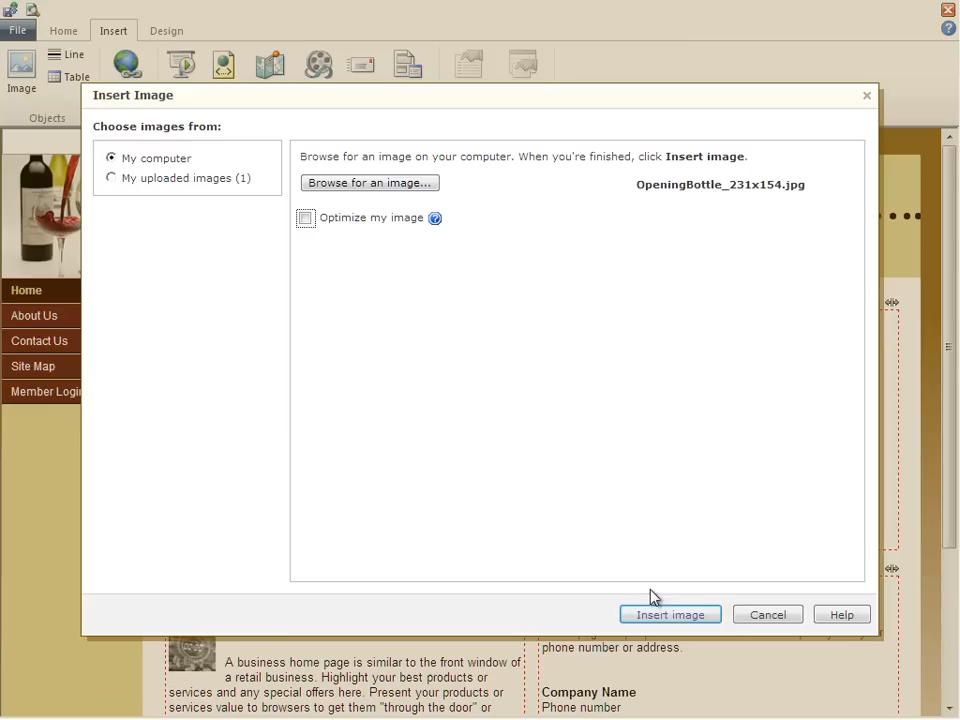 File
Home
Insert
Design
Line
Table
Image
Objects
Insert Image
Choose images from:
My computer
My uploaded images (1)
Browse for an image on your computer. When you're finished, click Insert image.
Browse for an image...
OpeningBottle_231x154.jpg
Optimize my image
Home
About Us
Contact Us
Site Map
Member Login
Insert image
Cancel
Help
phone number or address.
A business home page is similar to the front window of
a retail business. Highlight your best products or
services and any special offers here. Present your products or
services value to browsers to get them "through the door" or
Company Name
Phone number